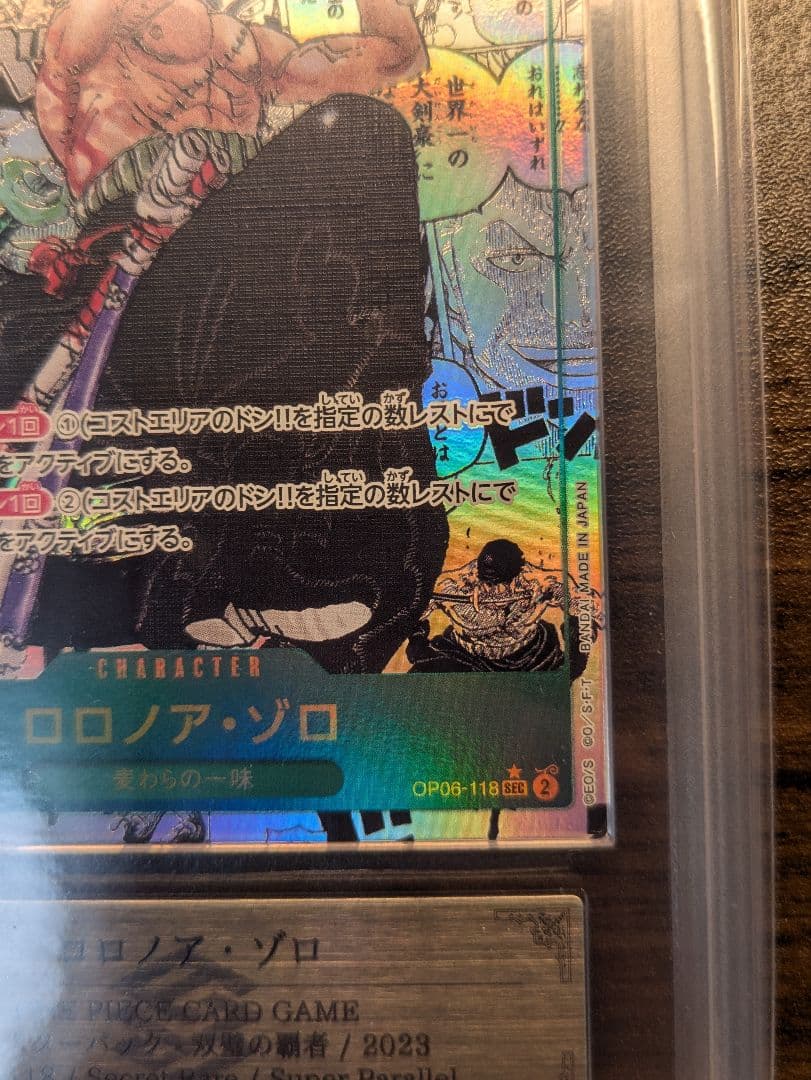 の
の
世界一の
大剣豪に
おれはいずれ
おとは
ドン
1回 ①(コストエリアのドン!!を指定の数レストにで
をアクティブにする。
1回 ②(コストエリアのドン!!を指定の数レストにで
をアクティブにする。
CHARACTER
ロロノア・ゾロ
麦わらの一味
OP06-118 SEC 2
©EO/S ©O/S・F・T BANDAI MADE IN JAPAN
ロロノア・ゾロ
PIECE CARD GAME
ターパック 双璧の覇者 / 2023
18 / Secret Rare / Super Parallel